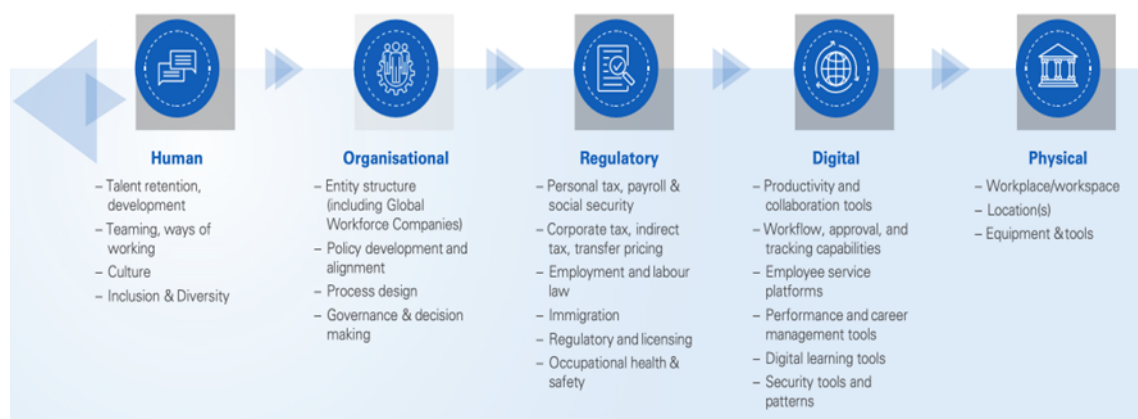 Human
– Talent retention,
development
– Teaming, ways of
working
– Culture
– Inclusion & Diversity
Organisational
– Entity structure
(including Global
Workforce Companies)
– Policy development and
alignment
– Process design
– Governance & decision
making
Regulatory
– Personal tax, payroll &
social security
– Corporate tax, indirect
tax, transfer pricing
– Employment and labour
law
– Immigration
– Regulatory and licensing
– Occupational health &
safety
Digital
– Productivity and
collaboration tools
– Workflow, approval, and
tracking capabilities
– Employee service
platforms
– Performance and career
management tools
– Digital learning tools
– Security tools and
patterns
Physical
– Workplace/workspace
– Location(s)
– Equipment & tools